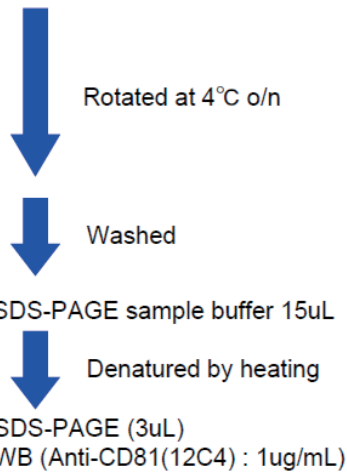 Rotated at 4℃ o/n
Washed
SDS-PAGE sample buffer 15uL
Denatured by heating
SDS-PAGE (3uL)
WB (Anti-CD81(12C4) : 1ug/mL)